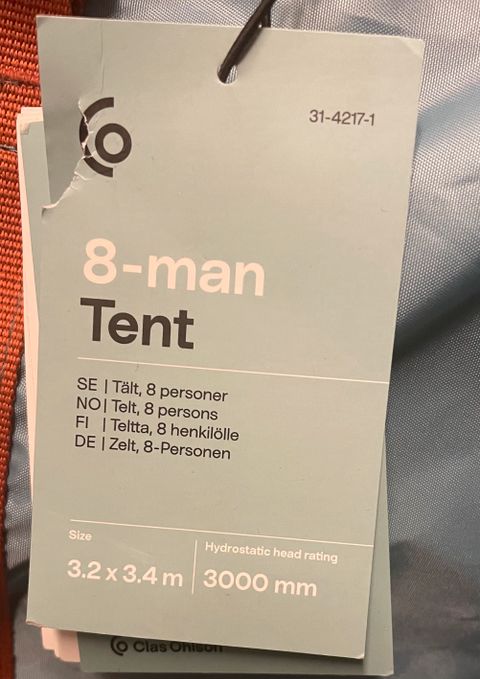 31-4217-1
8-man
Tent
SE | Tält, 8 personer
NO | Telt, 8 persons
FI | Teltta, 8 henkilölle
DE | Zelt, 8-Personen
Size
3.2 x 3.4 m
Hydrostatic head rating
3000 mm
Clas Ohlson